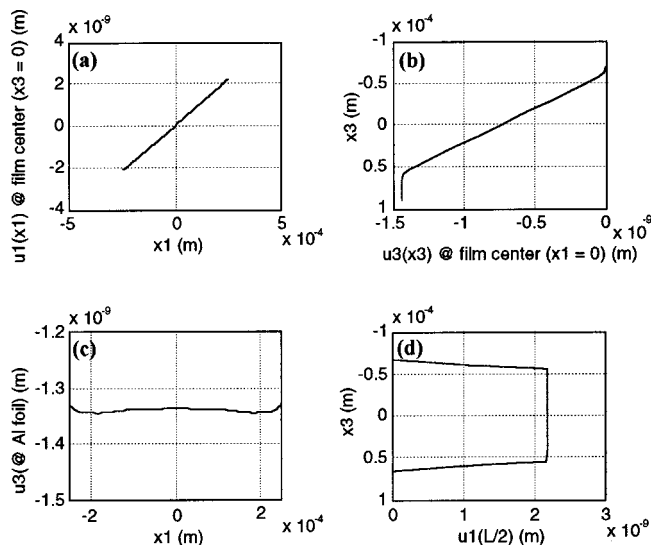 x 10^-9
4
2
0
-2
-4
-5
0
5
x 10^-4
x1 (m)
u1(x1) @ film center (x3 = 0) (m)
(a)
x 10^-4
-1
-0.5
0
0.5
1
-1.5
-1
-0.5
0
x 10^-9
x3 (m)
u3(x3) @ film center (x1 = 0) (m)
(b)
x 10^-9
-1.2
-1.3
-1.4
-1.5
-2
0
2
x 10^-4
x1 (m)
u3(@ Al foil) (m)
(c)
x 10^-4
-1
-0.5
0
0.5
1
0
1
2
3
x 10^-9
x3 (m)
u1(L/2) (m)
(d)